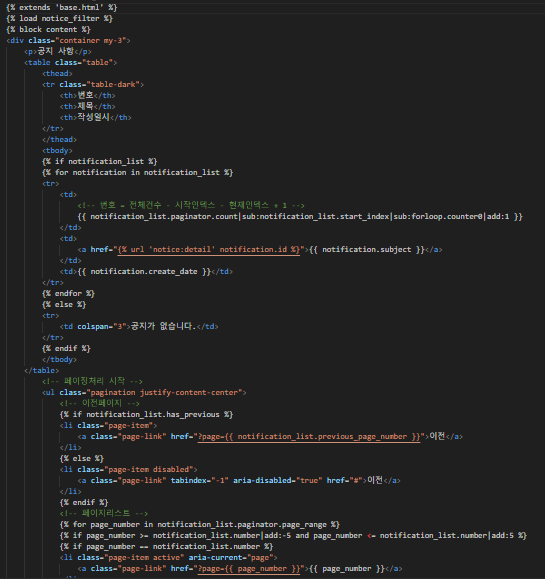 {% extends 'base.html' %}
{% load notice_filter %}
{% block content %}
<div class="container my-3">
    <p>공지 사항</p>
    <table class="table">
        <thead>
        <tr class="table-dark">
            <th>번호</th>
            <th>제목</th>
            <th>작성일시</th>
        </tr>
        </thead>
        <tbody>
        {% if notification_list %}
        {% for notification in notification_list %}
        <tr>
            <td>
                <!-- 번호 = 전체건수 - 시작인덱스 - 현재인덱스 + 1 -->
                {{ notification_list.paginator.count|sub:notification_list.start_index|sub:forloop.counter0|add:1 }}
            </td>
            <td>
                <a href="{% url 'notice:detail' notification.id %}">{{ notification.subject }}</a>
            </td>
            <td>{{ notification.create_date }}</td>
        </tr>
        {% endfor %}
        {% else %}
        <tr>
            <td colspan="3">공지가 없습니다.</td>
        </tr>
        {% endif %}
        </tbody>
    </table>
        <!-- 페이징처리 시작 -->
        <ul class="pagination justify-content-center">
            <!-- 이전페이지 -->
            {% if notification_list.has_previous %}
            <li class="page-item">
                <a class="page-link" href="?page={{ notification_list.previous_page_number }}">이전</a>
            </li>
            {% else %}
            <li class="page-item disabled">
                <a class="page-link" tabindex="-1" aria-disabled="true" href="#">이전</a>
            </li>
            {% endif %}
            <!-- 페이지리스트 -->
            {% for page_number in notification_list.paginator.page_range %}
            {% if page_number >= notification_list.number|add:-5 and page_number <= notification_list.number|add:5 %}
            {% if page_number == notification_list.number %}
            <li class="page-item active" aria-current="page">
                <a class="page-link" href="?page={{ page_number }}">{{ page_number }}</a>
            </li>